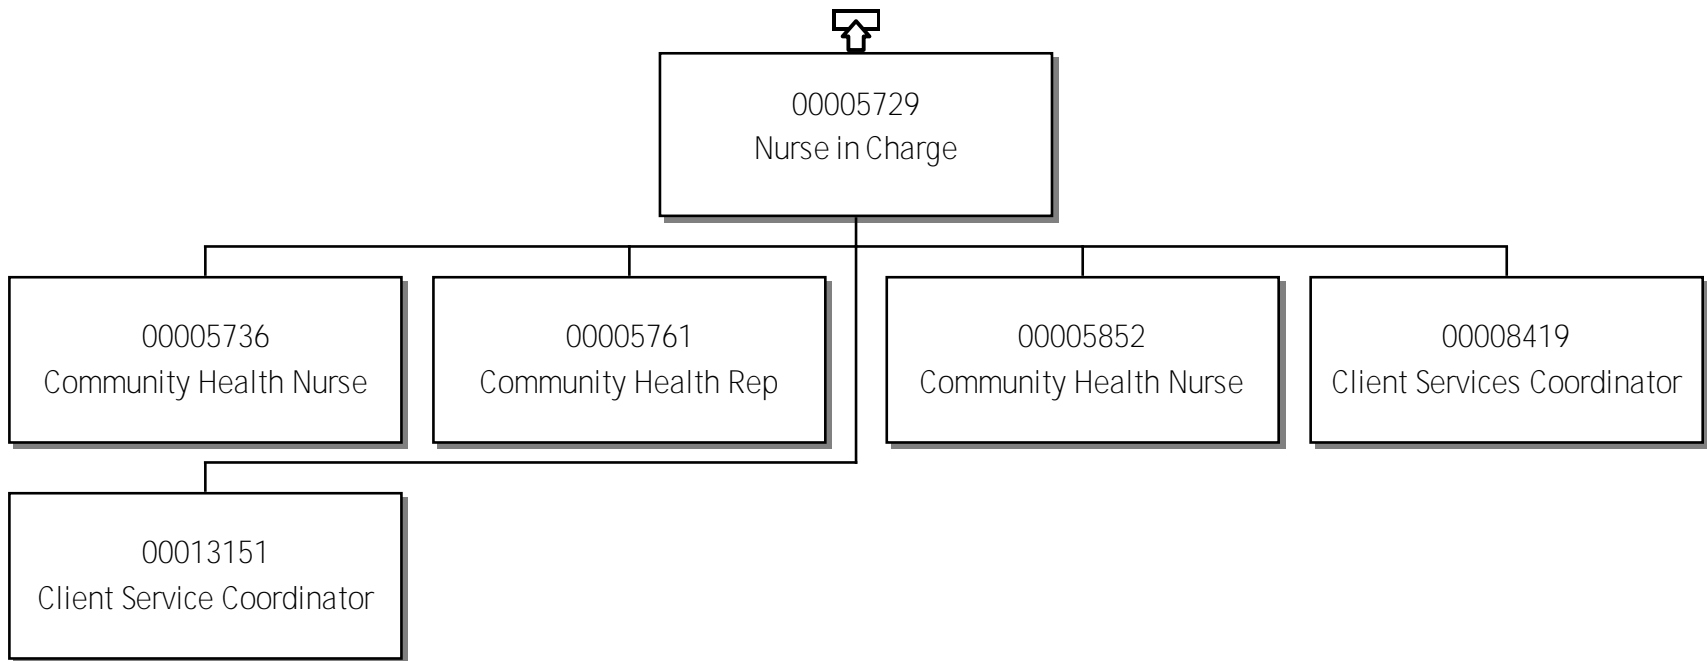 00005729
Nurse in Charge
00005736
Community Health Nurse
00005761
Community Health Rep
00005852
Community Health Nurse
00008419
Client Services Coordinator
00013151
Client Service Coordinator